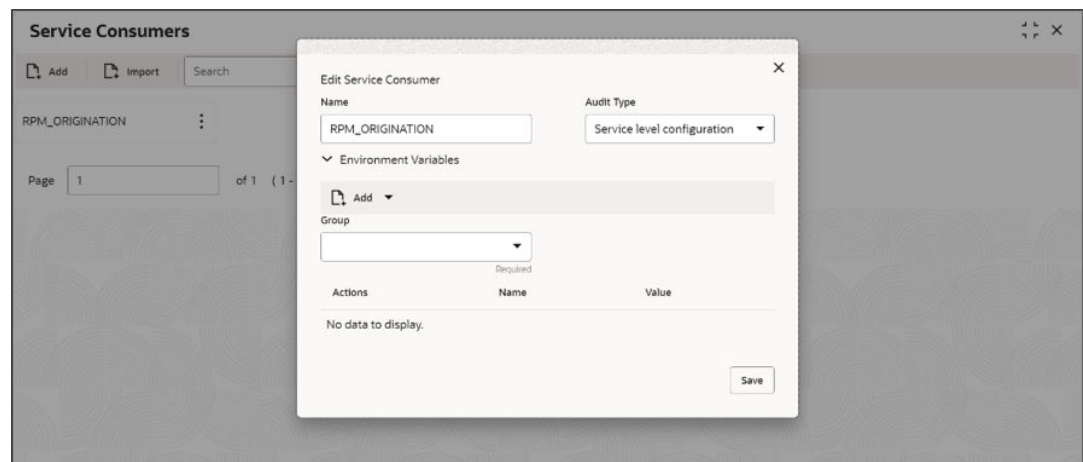 Service Consumers
Add Import Search
RPM_ORIGINATION
Page 1 of 1 (1-
Edit Service Consumer
Name Audit Type
RPM_ORIGINATION Service level configuration
Environment Variables
Add
Group
Required
Actions Name Value
No data to display.
Save